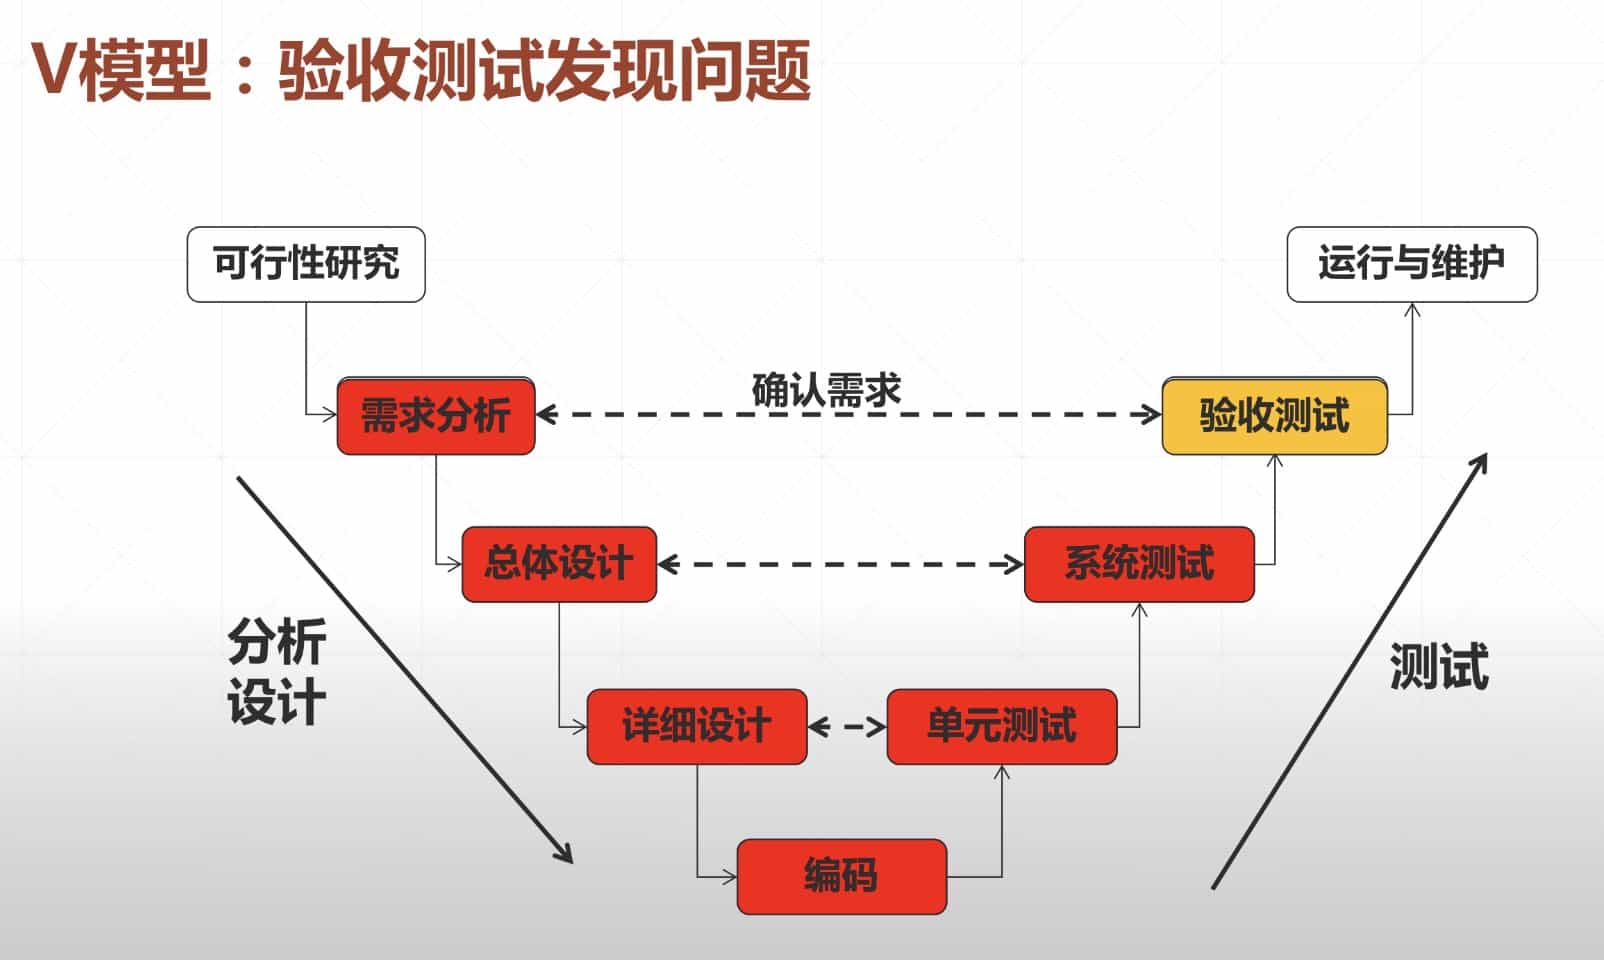 V模型：验收测试发现问题
可行性研究
运行与维护
确认需求
需求分析
验收测试
总体设计
系统测试
分析
设计
测试
详细设计
单元测试
编码